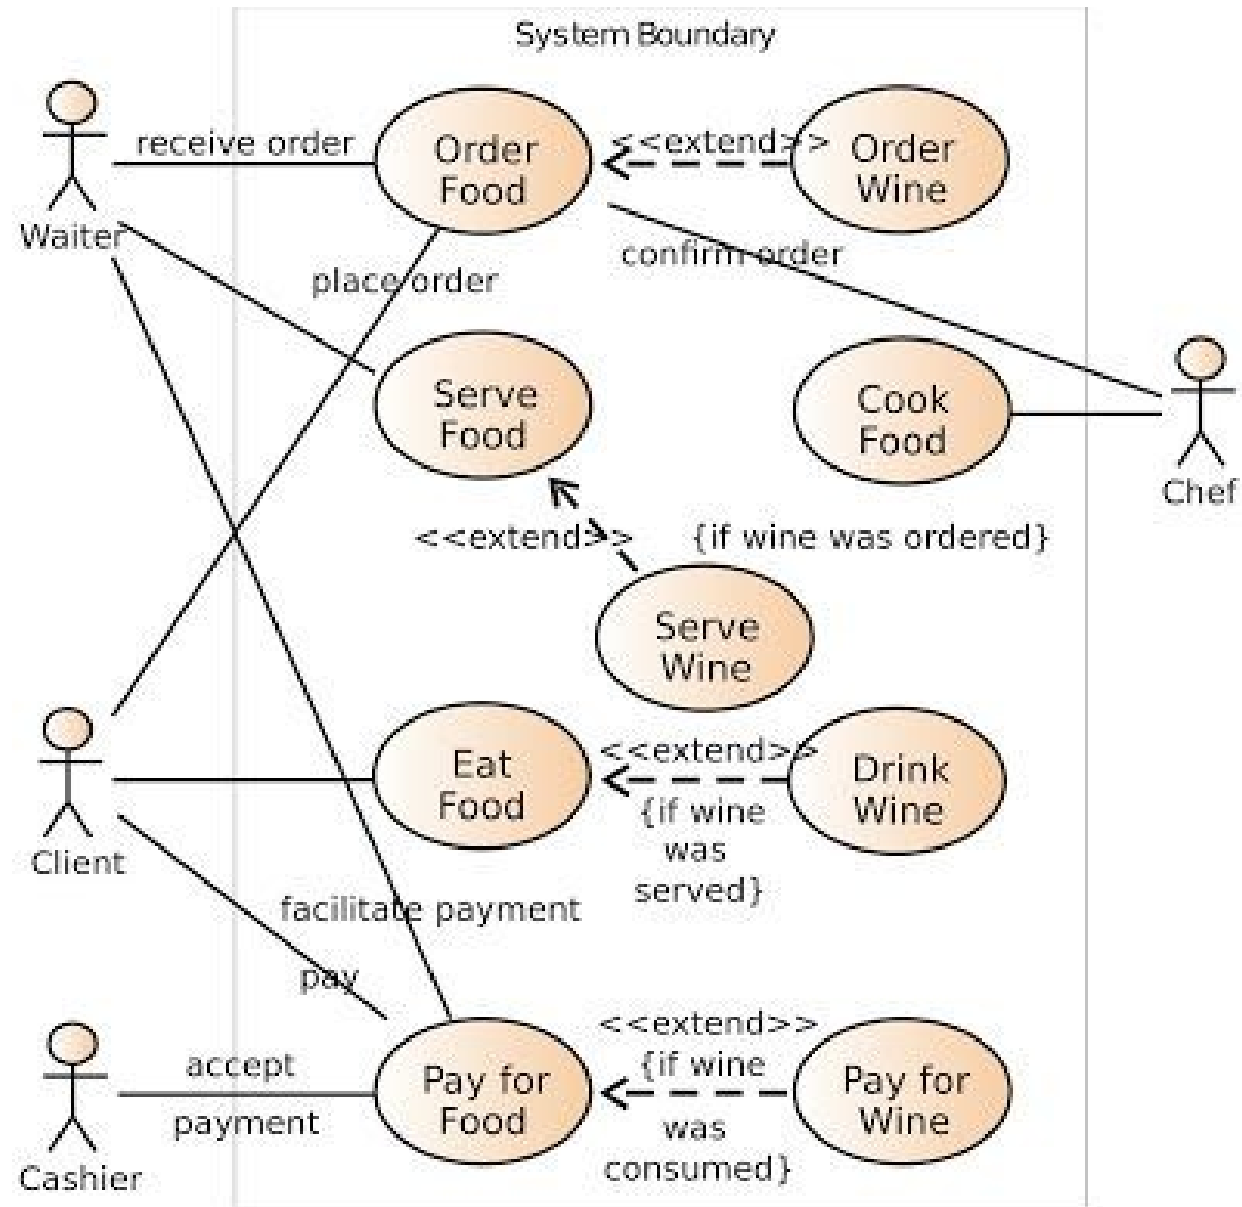 System Boundary
receive order
Order
Food
<<extend>>
Order
Wine
Waiter
confirm order
place order
Serve
Food
Cook
Food
Chef
<<extend>>
{if wine was ordered}
Serve
Wine
Eat
Food
<<extend>>
{if wine
was
served}
Drink
Wine
Client
facilitate payment
pay
accept
payment
Pay for
Food
<<extend>>
{if wine
was
consumed}
Pay for
Wine
Cashier